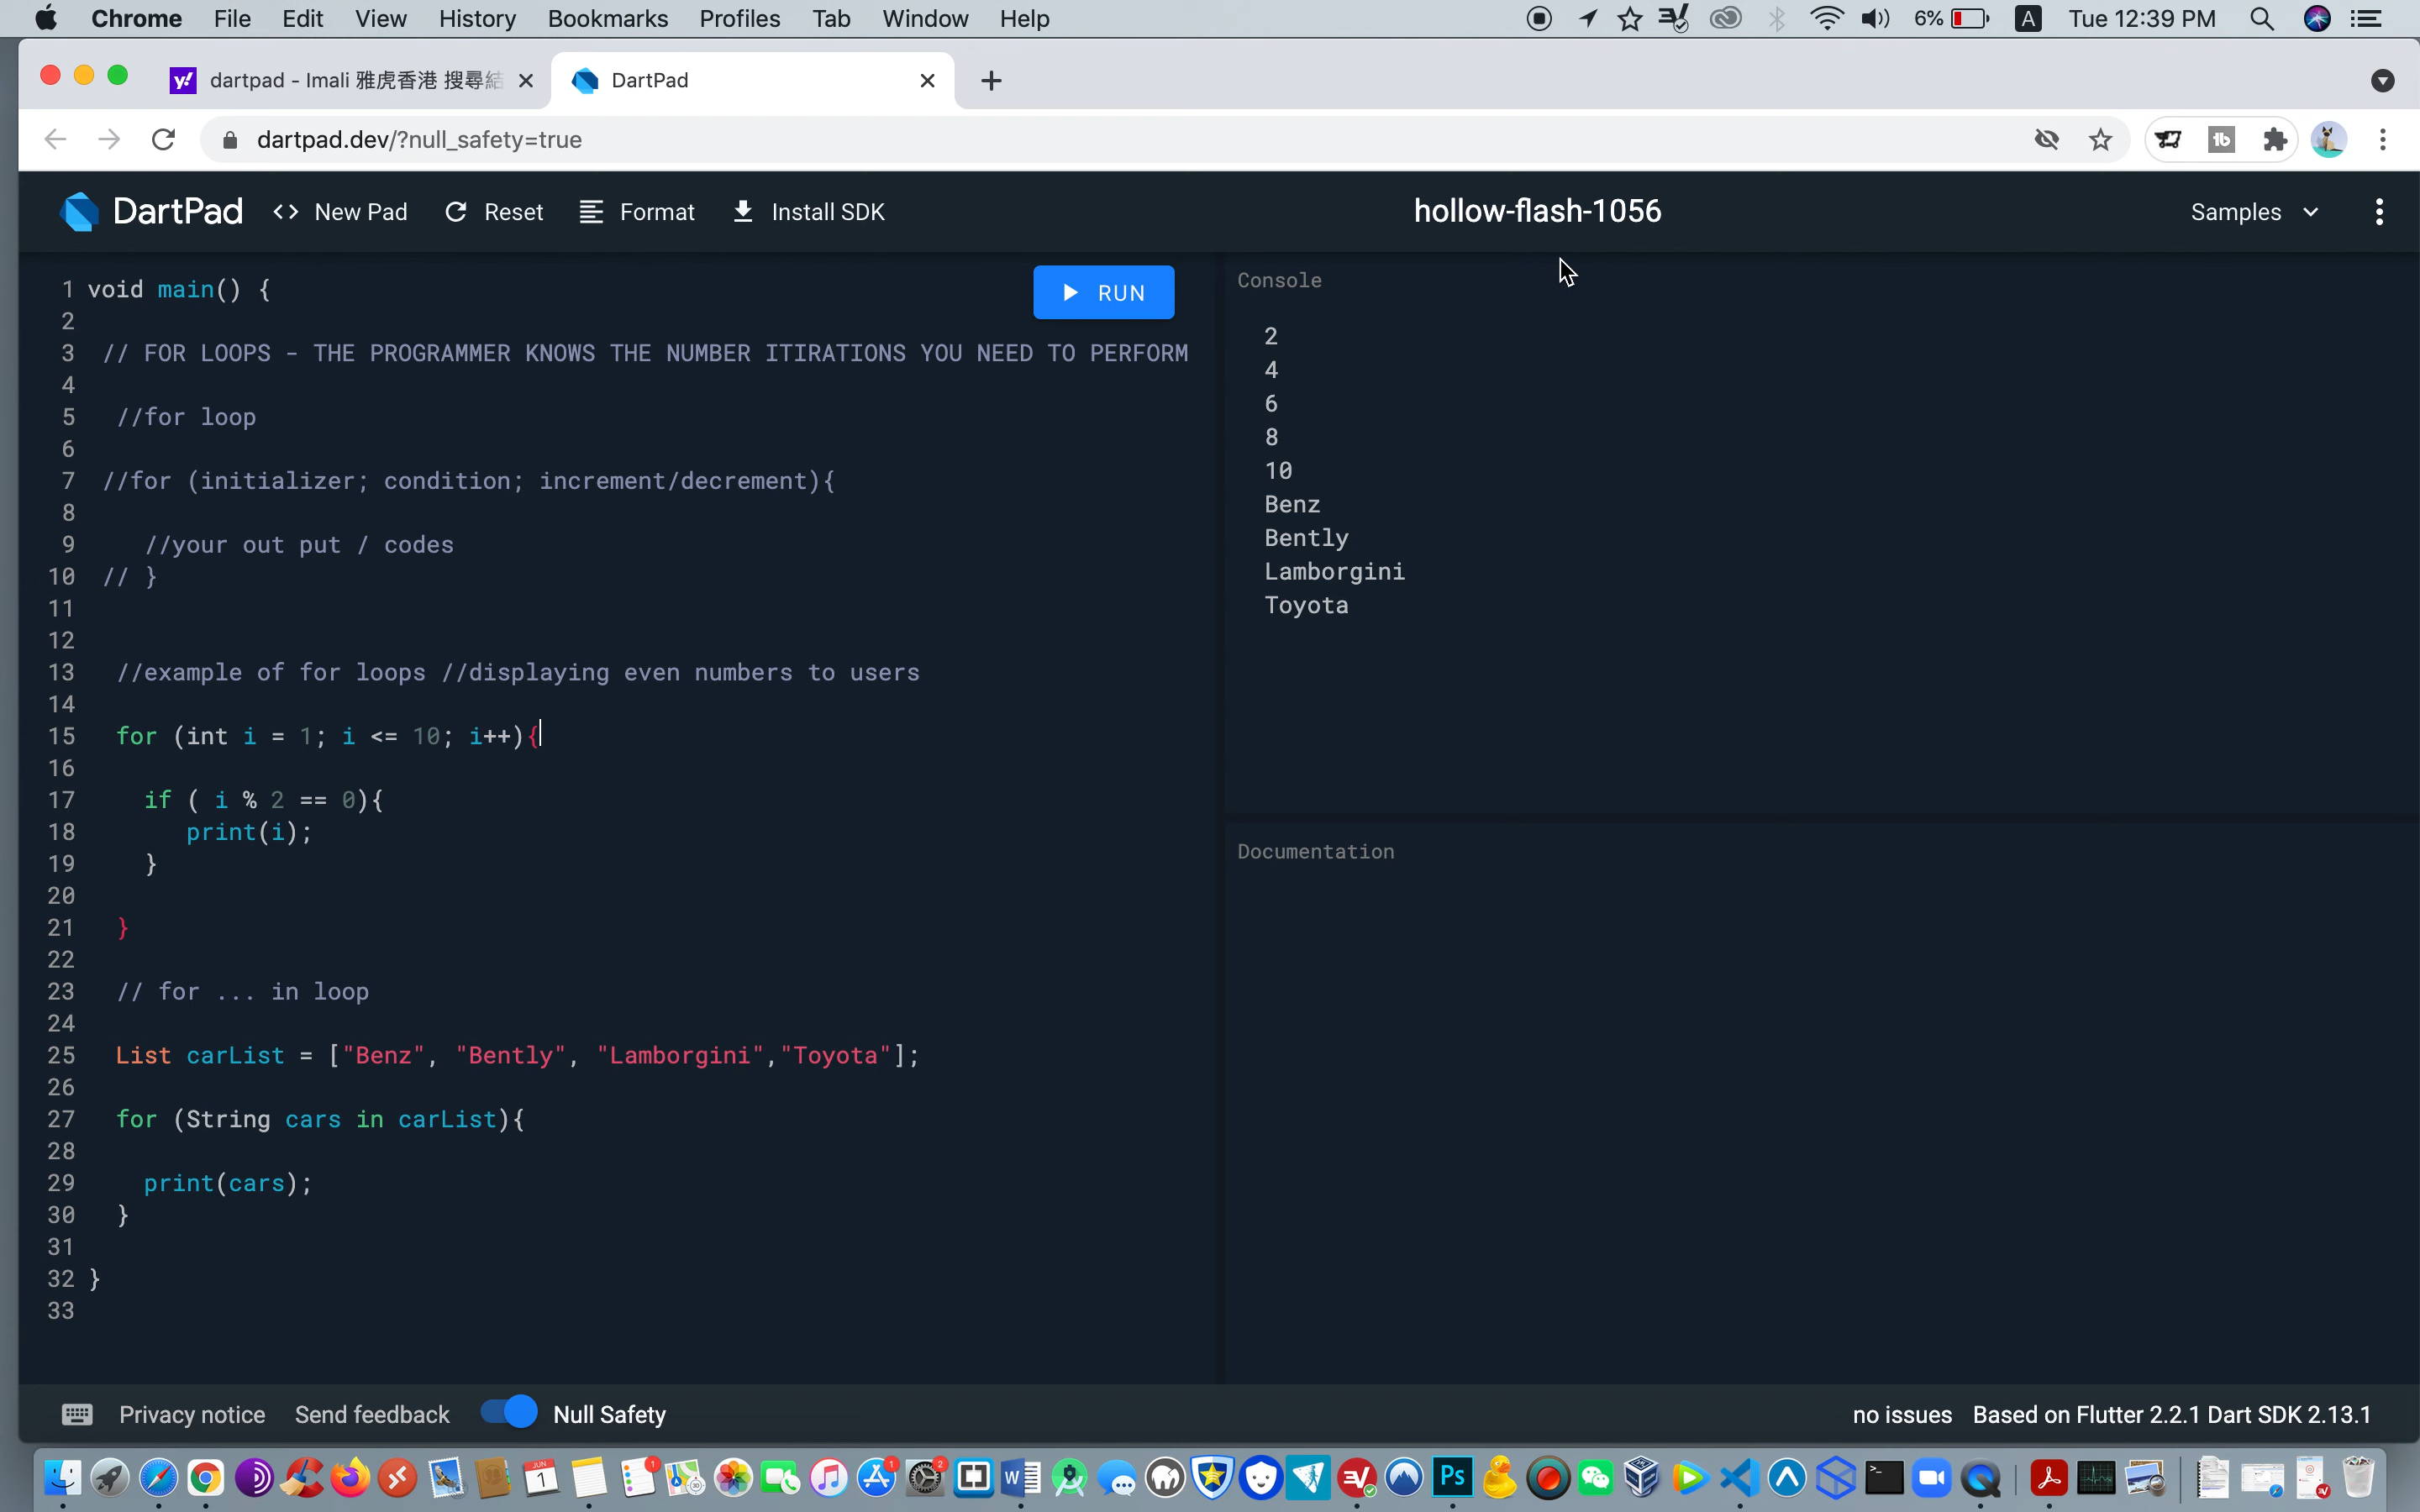 Chrome File Edit View History Bookmarks Profiles Tab Window Help 6% A Tue 12:39 PM
dartpad - Imali 雅虎香港 搜尋結 DartPad
dartpad.dev/?null_safety=true
DartPad <> New Pad Reset Format Install SDK hollow-flash-1056 Samples
RUN
1 void main() {
2
3 // FOR LOOPS - THE PROGRAMMER KNOWS THE NUMBER ITIRATIONS YOU NEED TO PERFORM
4
5 //for loop
6
7 //for (initializer; condition; increment/decrement){
8
9 //your out put / codes
10 // }
11
12
13 //example of for loops //displaying even numbers to users
14
15 for (int i = 1; i <= 10; i++){
16
17 if ( i % 2 == 0){
18 print(i);
19 }
20
21 }
22
23 // for ... in loop
24
25 List carList = ["Benz", "Bently", "Lamborgini","Toyota"];
26
27 for (String cars in carList){
28
29 print(cars);
30 }
31
32 }
33
Console
2
4
6
8
10
Benz
Bently
Lamborgini
Toyota
Documentation
Privacy notice Send feedback Null Safety no issues Based on Flutter 2.2.1 Dart SDK 2.13.1
JUN
1
1
1
2
W
Ps